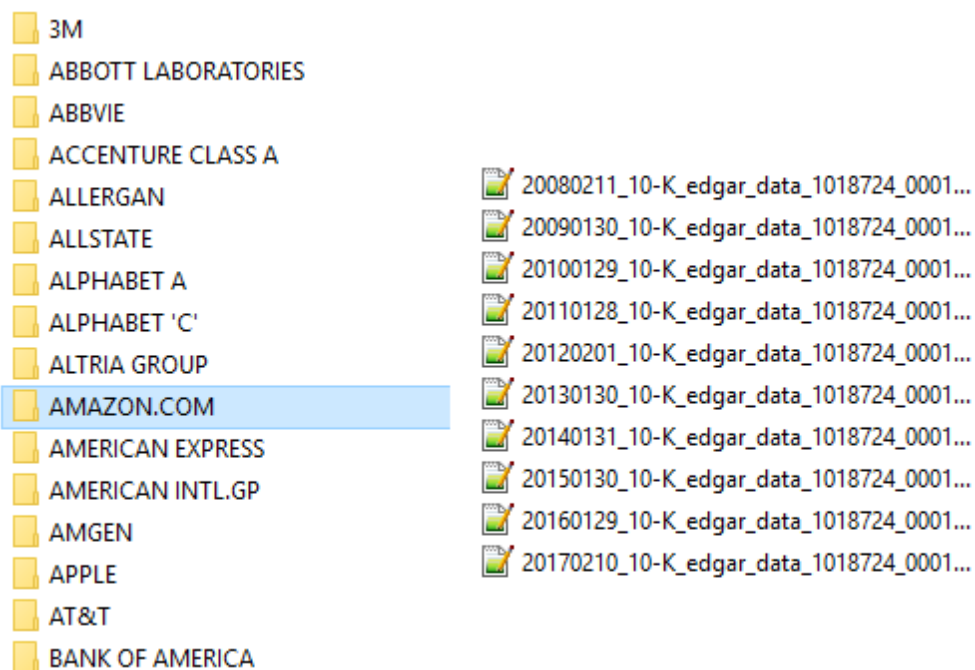 3M
ABBOTT LABORATORIES
ABBVIE
ACCENTURE CLASS A
ALLERGAN
ALLSTATE
ALPHABET A
ALPHABET 'C'
ALTRIA GROUP
AMAZON.COM
AMERICAN EXPRESS
AMERICAN INTL.GP
AMGEN
APPLE
AT&T
BANK OF AMERICA
20080211_10-K_edgar_data_1018724_0001...
20090130_10-K_edgar_data_1018724_0001...
20100129_10-K_edgar_data_1018724_0001...
20110128_10-K_edgar_data_1018724_0001...
20120201_10-K_edgar_data_1018724_0001...
20130130_10-K_edgar_data_1018724_0001...
20140131_10-K_edgar_data_1018724_0001...
20150130_10-K_edgar_data_1018724_0001...
20160129_10-K_edgar_data_1018724_0001...
20170210_10-K_edgar_data_1018724_0001...